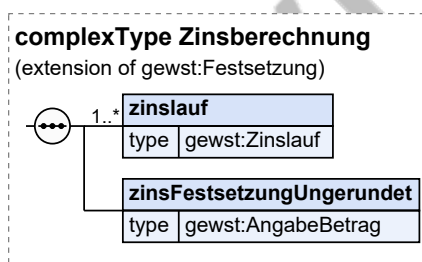 complexType Zinsberechnung
(extension of gewst:Festsetzung)
1..* zinslauf
type gewst:Zinslauf
zinsFestsetzungUngerundet
type gewst:AngabeBetrag